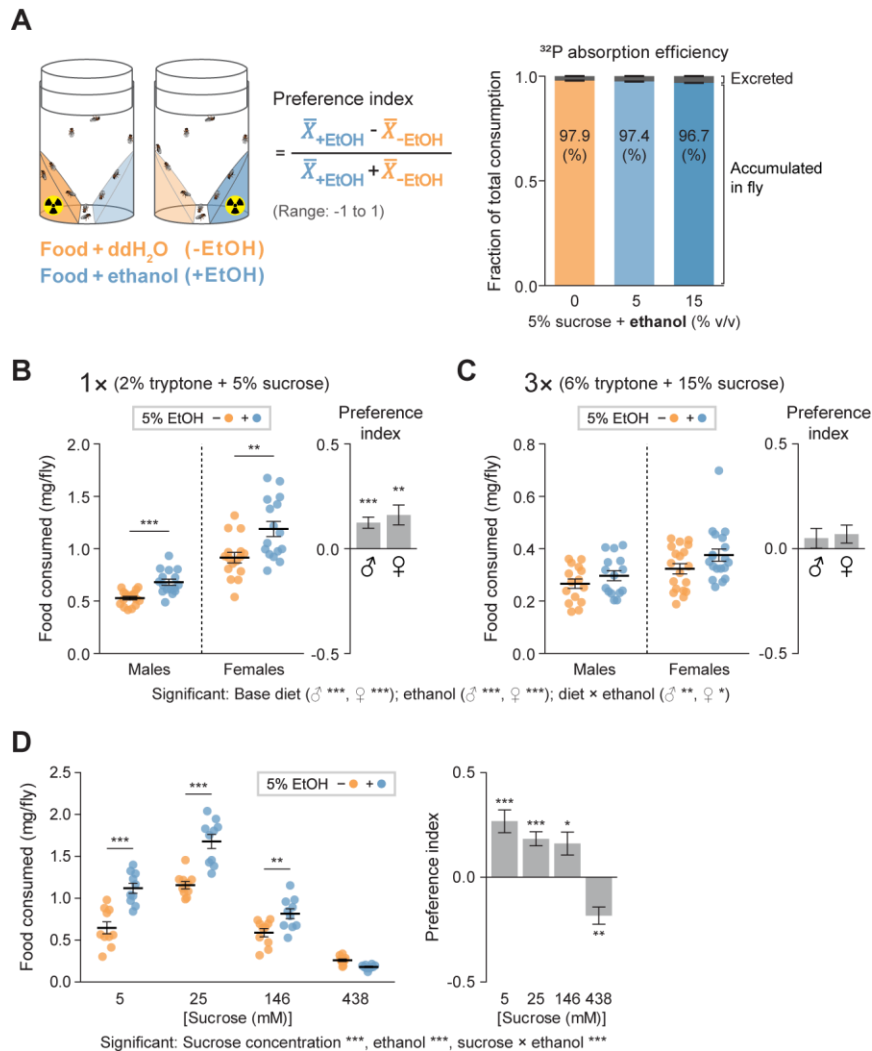 A
Preference index
X̅+EtOH - X̅-EtOH
=
X̅+EtOH + X̅-EtOH
(Range: -1 to 1)
Food + ddH₂O (-EtOH)
Food + ethanol (+EtOH)
³²P absorption efficiency
Fraction of total consumption
1.0
0.5
0.0
97.9
(%)
97.4
(%)
96.7
(%)
Excreted
Accumulated
in fly
0 5 15
5% sucrose + ethanol (% v/v)
B
1× (2% tryptone + 5% sucrose)
5% EtOH − +
Food consumed (mg/fly)
2.0
1.5
1.0
0.5
0.0
***
**
Males Females
Preference
index
0.5
0.0
-0.5
*** **
♂ ♀
C
3× (6% tryptone + 15% sucrose)
5% EtOH − +
Food consumed (mg/fly)
0.8
0.6
0.4
0.2
0.0
Males Females
Preference
index
0.5
0.0
-0.5
♂ ♀
Significant: Base diet (♂ ***, ♀ ***); ethanol (♂ ***, ♀ ***); diet × ethanol (♂ **, ♀ *)
D
5% EtOH − +
Food consumed (mg/fly)
2.5
2.0
1.5
1.0
0.5
0.0
***
***
**
5 25 146 438
[Sucrose (mM)]
Preference index
0.5
0.0
-0.5
***
***
*
**
5 25 146 438
[Sucrose (mM)]
Significant: Sucrose concentration ***, ethanol ***, sucrose × ethanol ***